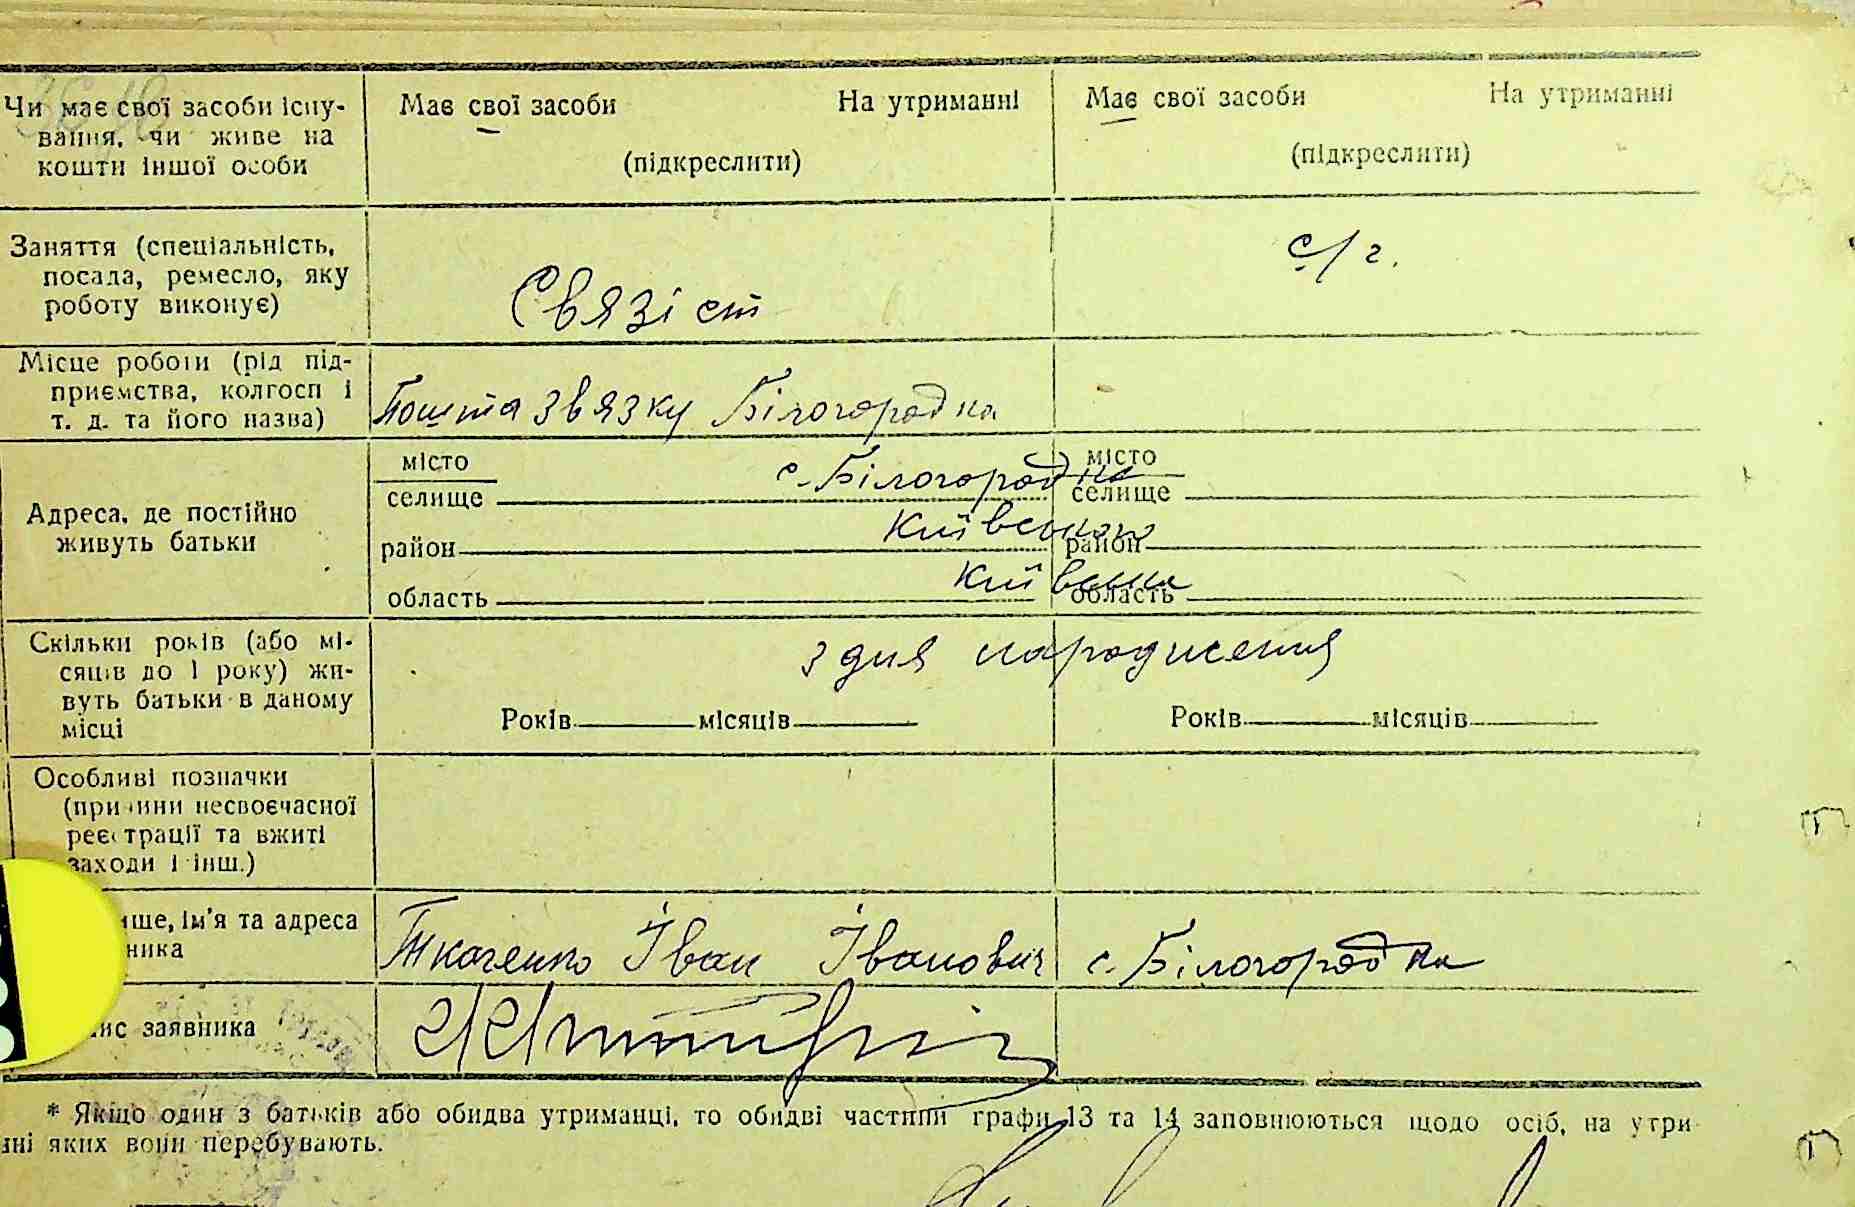 Чи має свої засоби існу-
вання, чи живе на
кошти іншої особи
Має свої засоби На утриманні
(підкреслити)
Має свої засоби На утриманні
(підкреслити)
Заняття (спеціальність,
посада, ремесло, яку
роботу виконує)
Связіст
с/г.
Місце роботи (рід під-
приємства, колгосп і
т. д. та його назва)
Пошта звязку Білогородка
Адреса, де постійно
живуть батьки
місто
селище
район
область
с. Білогородка
Київського
Київська
місто
селище
район
область
Скільки років (або мі-
сяців до 1 року) жи-
вуть батьки в даному
місці
з дня народження
Років місяців
Років місяців
Особливі позначки
(причини несвоєчасної
реєстрації та вжиті
заходи і інш.)
ище, ім'я та адреса
ника
Ткаченко Іван Іванович
с. Білогородка
ис заявника
* Якщо один з батьків або обидва утриманці, то обидві частини графи 13 та 14 заповнюються щодо осіб, на утри
нні яких вони перебувають.